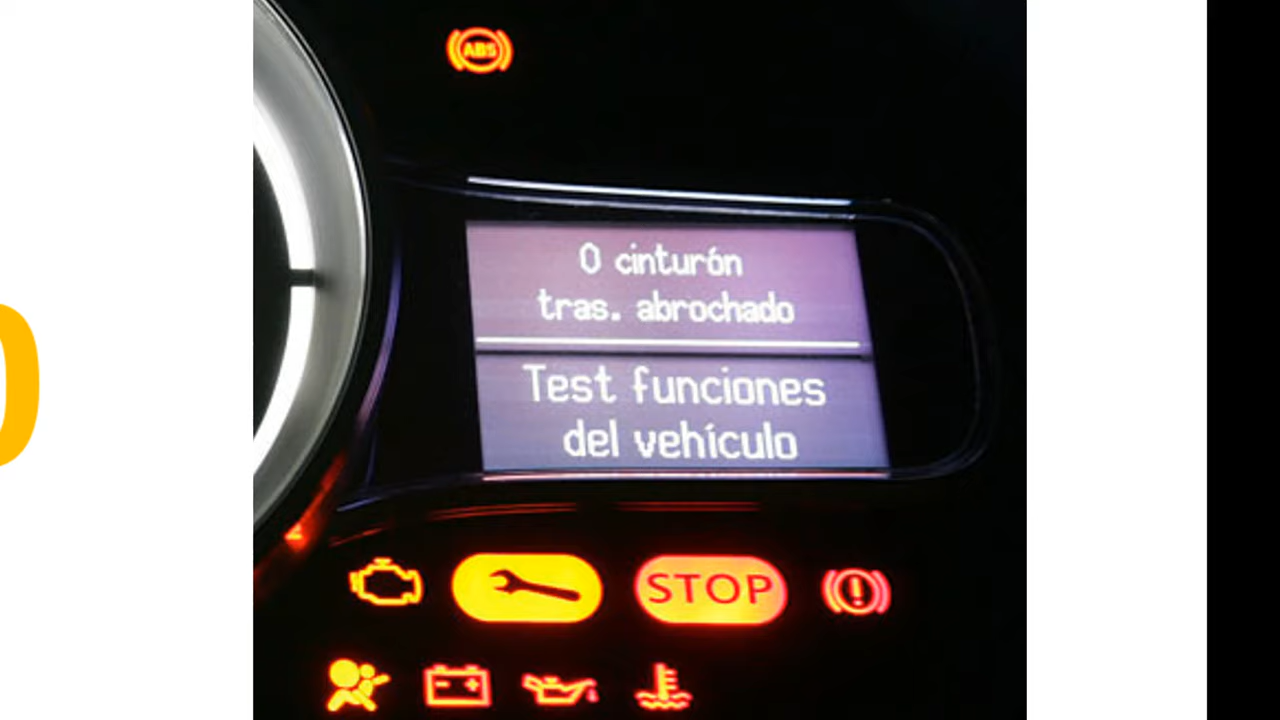 ABS
0 cinturón
tras. abrochado
Test funciones
del vehículo
STOP